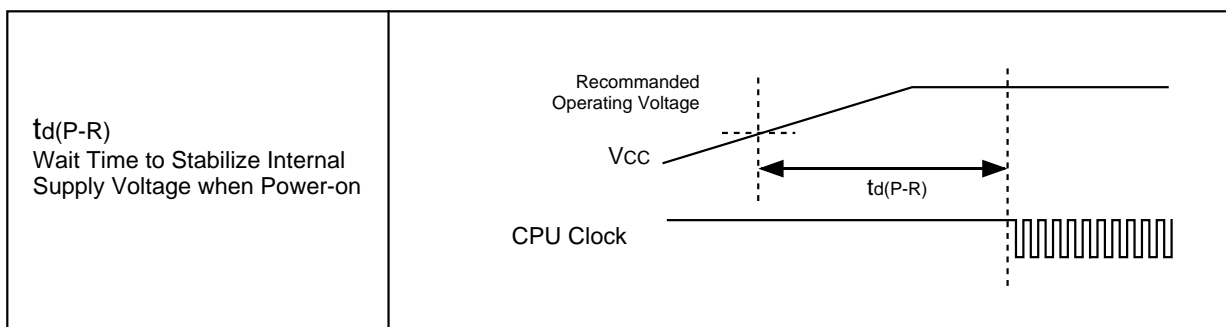 td(P-R)
Wait Time to Stabilize Internal
Supply Voltage when Power-on
Recommanded
Operating Voltage
VCC
td(P-R)
CPU Clock